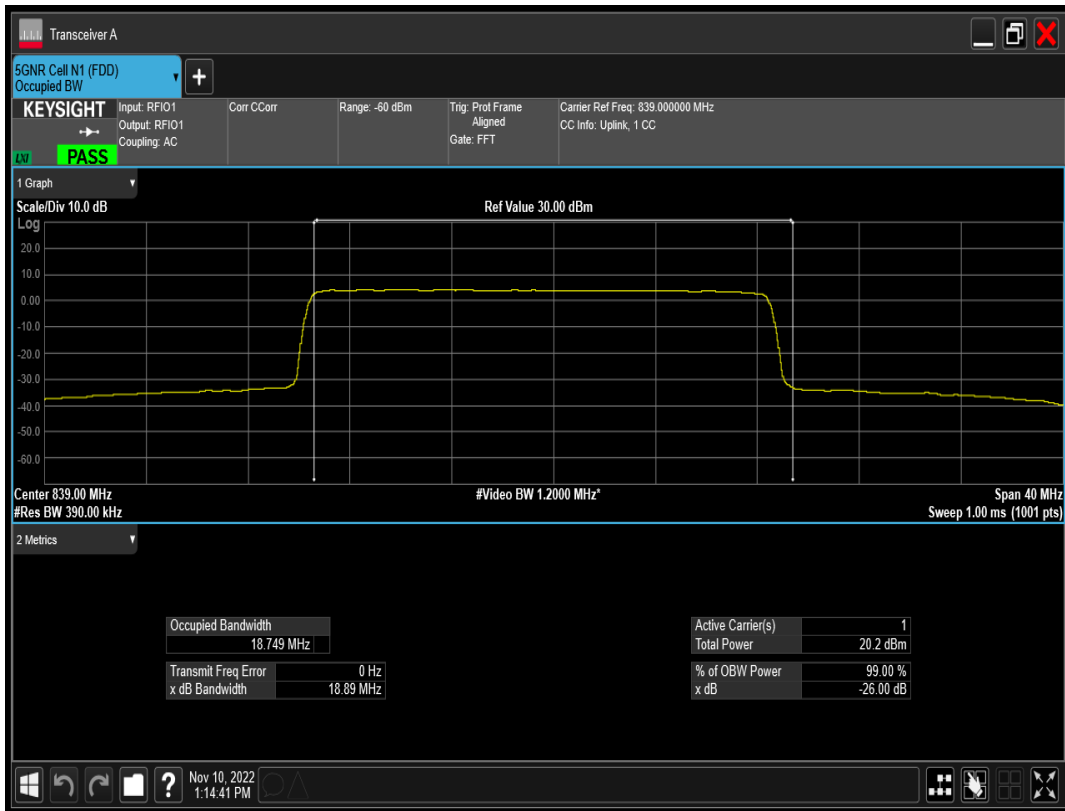 Transceiver A
5GNR Cell N1 (FDD)
Occupied BW
+
KEYSIGHT
Input: RFIO1
Output: RFIO1
Coupling: AC
Corr CCorr
Range: -60 dBm
Trig: Prot Frame
Aligned
Gate: FFT
Carrier Ref Freq: 839.000000 MHz
CC Info: Uplink, 1 CC
LXI
PASS
1 Graph
Scale/Div 10.0 dB
Ref Value 30.00 dBm
Log
20.0
10.0
0.00
-10.0
-20.0
-30.0
-40.0
-50.0
-60.0
Center 839.00 MHz
#Video BW 1.2000 MHz*
Span 40 MHz
#Res BW 390.00 kHz
Sweep 1.00 ms (1001 pts)
2 Metrics
Occupied Bandwidth
18.749 MHz
Transmit Freq Error 0 Hz
x dB Bandwidth 18.89 MHz
Active Carrier(s) 1
Total Power 20.2 dBm
% of OBW Power 99.00 %
x dB -26.00 dB
?
Nov 10, 2022
1:14:41 PM